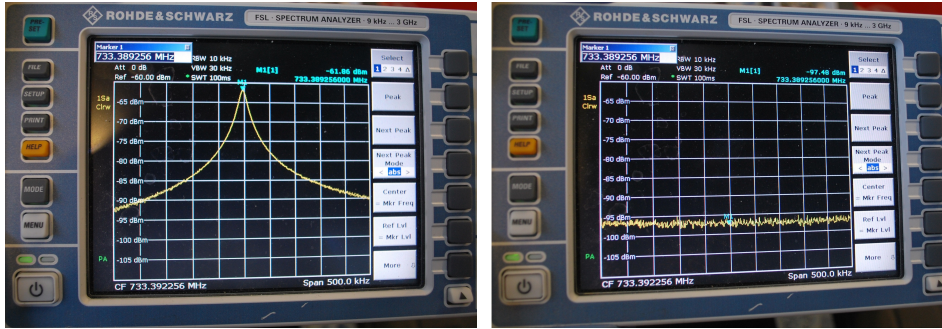 ROHDE&SCHWARZ
FSL · SPECTRUM ANALYZER · 9 kHz ... 3 GHz
PRE-
SET
FILE
SETUP
PRINT
HELP
MODE
MENU
Marker 1
733.389256 MHz
RBW 10 kHz
Att 0 dB
VBW 30 kHz
M1[1]
-61.86 dBm
Ref -60.00 dBm
SWT 100ms
733.389256000 MHz
1Sa
Clrw
M1
-65 dBm
-70 dBm
-75 dBm
-80 dBm
-85 dBm
-90 dBm
-95 dBm
-100 dBm
-105 dBm
PA
CF 733.392256 MHz
Span 500.0 kHz
Select
1 2 3 4 Δ
Peak
Next Peak
Next Peak
Mode
< abs >
Center
= Mkr Freq
Ref Lvl
= Mkr Lvl
More
ROHDE&SCHWARZ
FSL · SPECTRUM ANALYZER · 9 kHz ... 3 GHz
PRE-
SET
FILE
SETUP
PRINT
HELP
MODE
MENU
Marker 1
733.389256 MHz
RBW 10 kHz
Att 0 dB
VBW 30 kHz
M1[1]
-97.48 dBm
Ref -60.00 dBm
SWT 100ms
733.389256000 MHz
1Sa
Clrw
-65 dBm
-70 dBm
-75 dBm
-80 dBm
-85 dBm
-90 dBm
-95 dBm
M1
-100 dBm
-105 dBm
PA
CF 733.392256 MHz
Span 500.0 kHz
Select
1 2 3 4 Δ
Peak
Next Peak
Next Peak
Mode
< abs >
Center
= Mkr Freq
Ref Lvl
= Mkr Lvl
More